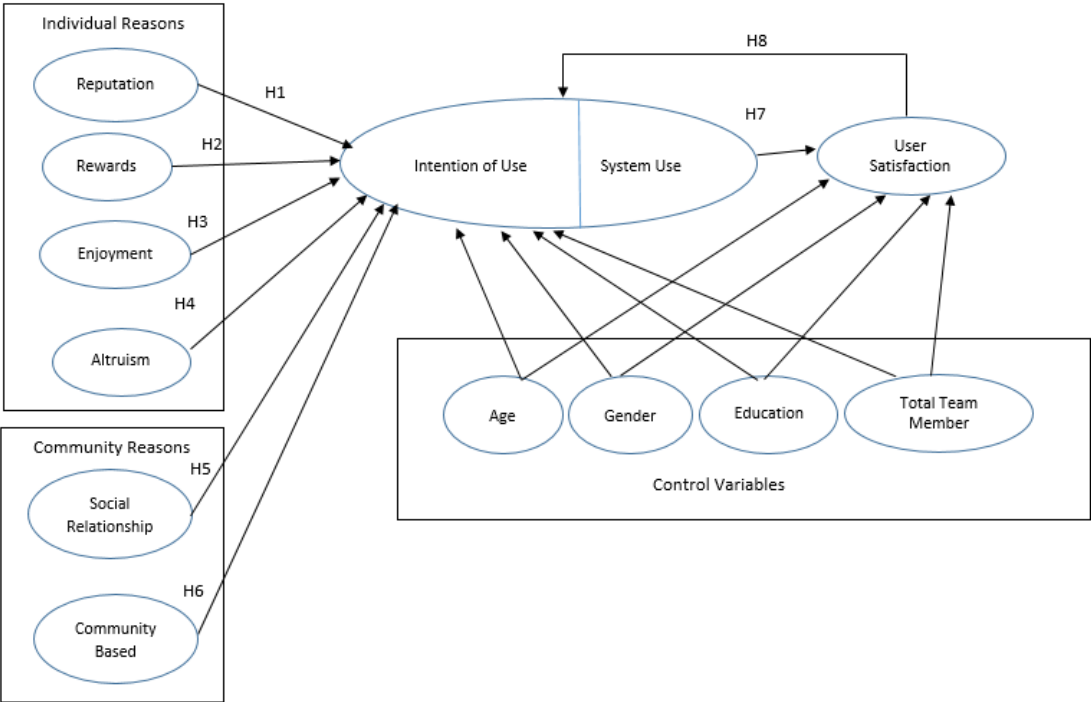 Individual Reasons
Reputation
Rewards
Enjoyment
Altruism
H1
H2
H3
H4
Community Reasons
Social
Relationship
Community
Based
H5
H6
Intention of Use
System Use
H7
H8
User
Satisfaction
Age
Gender
Education
Total Team
Member
Control Variables